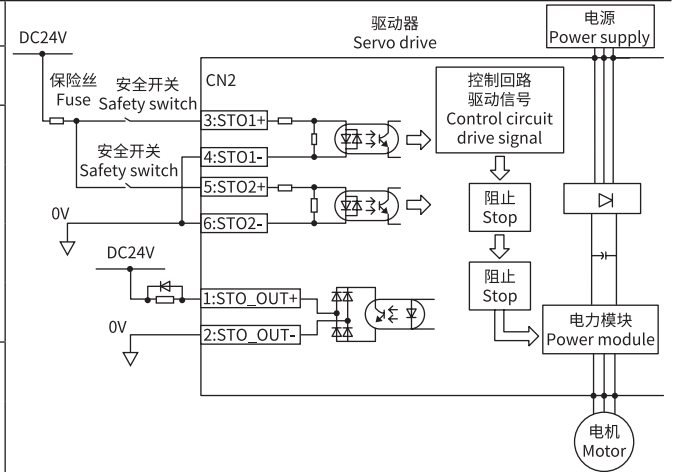 电源
Power supply
驱动器
Servo drive
DC24V
保险丝
Fuse
安全开关
Safety switch
CN2
3:STO1+
4:STO1-
安全开关
Safety switch
5:STO2+
6:STO2-
0V
控制回路
驱动信号
Control circuit
drive signal
阻止
Stop
阻止
Stop
DC24V
1:STO_OUT+
0V
2:STO_OUT-
电力模块
Power module
电机
Motor